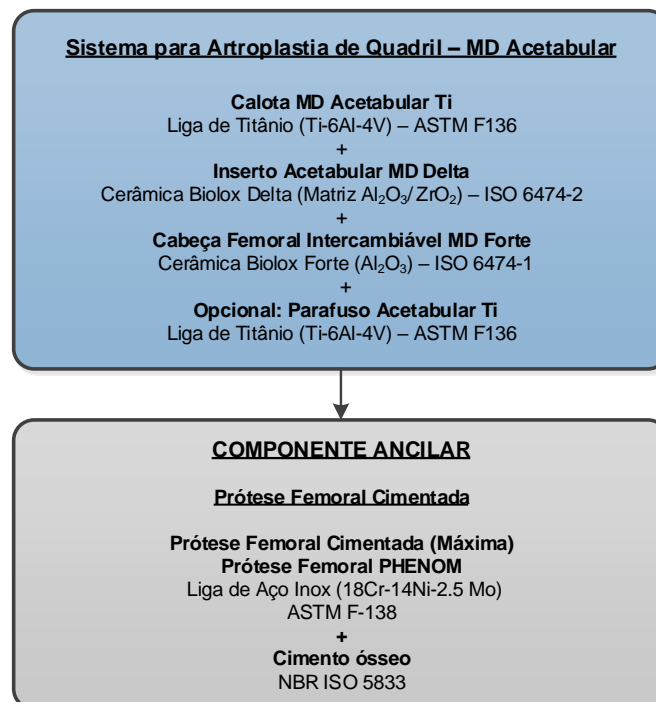 Sistema para Artroplastia de Quadril – MD Acetabular
Calota MD Acetabular Ti
Liga de Titânio (Ti-6Al-4V) – ASTM F136
+
Inserto Acetabular MD Delta
Cerâmica Biolox Delta (Matriz Al₂O₃/ZrO₂) – ISO 6474-2
+
Cabeça Femoral Intercambiável MD Forte
Cerâmica Biolox Forte (Al₂O₃) – ISO 6474-1
+
Opcional: Parafuso Acetabular Ti
Liga de Titânio (Ti-6Al-4V) – ASTM F136
COMPONENTE ANCILAR
Prótese Femoral Cimentada
Prótese Femoral Cimentada (Máxima)
Prótese Femoral PHENOM
Liga de Aço Inox (18Cr-14Ni-2.5 Mo)
ASTM F-138
+
Cimento ósseo
NBR ISO 5833